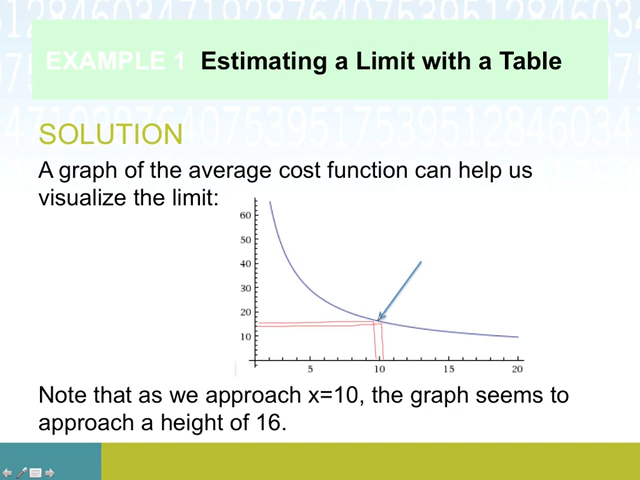 EXAMPLE 1 Estimating a Limit with a Table
SOLUTION
A graph of the average cost function can help us
visualize the limit:
60
50
40
30
20
10
5 10 15 20
Note that as we approach x=10, the graph seems to
approach a height of 16.